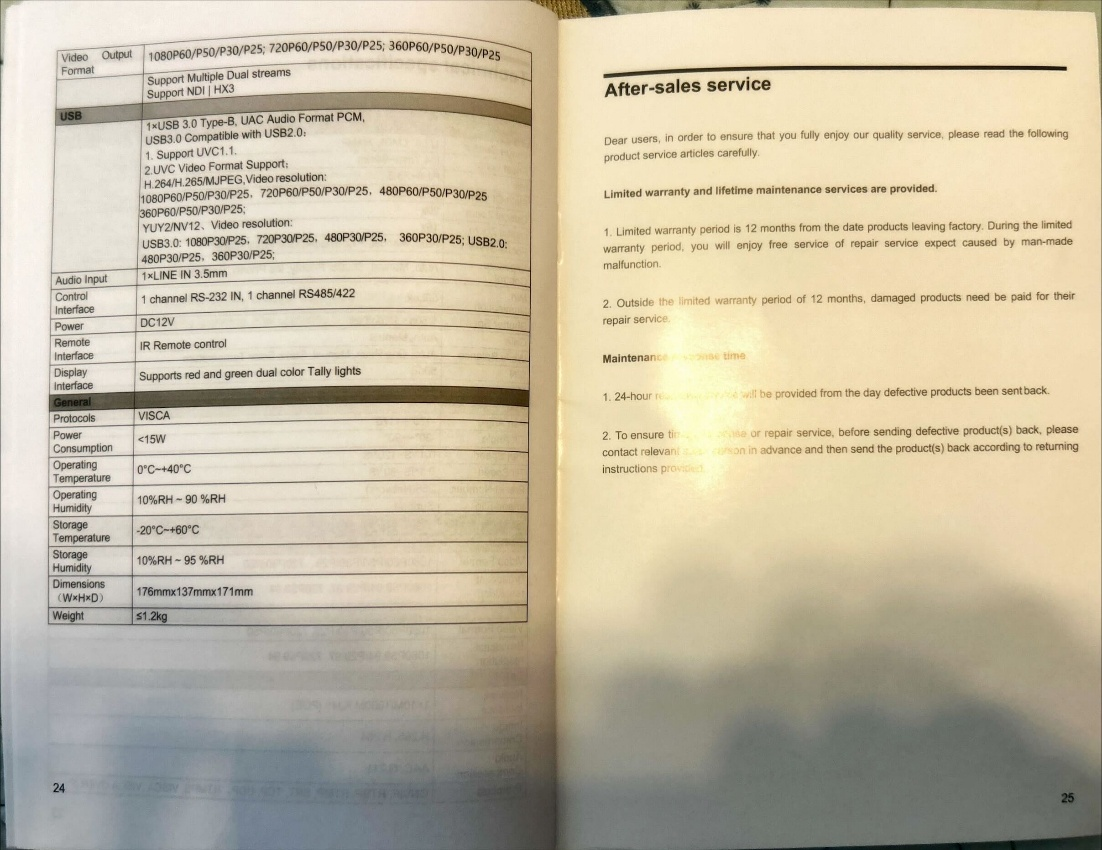 Video Output Format
1080P60/P50/P30/P25; 720P60/P50/P30/P25; 360P60/P50/P30/P25
Support Multiple Dual streams
Support NDI | HX3
USB
1×USB 3.0 Type-B, UAC Audio Format PCM,
USB3.0 Compatible with USB2.0;
1. Support UVC1.1.
2.UVC Video Format Support;
H.264/H.265/MJPEG,Video resolution:
1080P60/P50/P30/P25、720P60/P50/P30/P25、480P60/P50/P30/P25
360P60/P50/P30/P25;
YUY2/NV12、Video resolution:
USB3.0: 1080P30/P25、720P30/P25、480P30/P25、 360P30/P25; USB2.0:
480P30/P25、360P30/P25;
Audio Input
1×LINE IN 3.5mm
Control
Interface
1 channel RS-232 IN, 1 channel RS485/422
Power
DC12V
Remote
Interface
IR Remote control
Display
Interface
Supports red and green dual color Tally lights
General
Protocols
VISCA
Power
Consumption
<15W
Operating
Temperature
0°C~+40°C
Operating
Humidity
10%RH ~ 90 %RH
Storage
Temperature
-20°C~+60°C
Storage
Humidity
10%RH ~ 95 %RH
Dimensions
（W×H×D）
176mmx137mmx171mm
Weight
≤1.2kg
24
After-sales service
Dear users, in order to ensure that you fully enjoy our quality service, please read the following
product service articles carefully.
Limited warranty and lifetime maintenance services are provided.
1. Limited warranty period is 12 months from the date products leaving factory. During the limited
warranty period, you will enjoy free service of repair service expect caused by man-made
malfunction.
2. Outside the limited warranty period of 12 months, damaged products need be paid for their
repair service.
Maintenance time
1. 24-hour will be provided from the day defective products been sent back.
2. To ensure or repair service, before sending defective product(s) back, please
contact relevant in advance and then send the product(s) back according to returning
instructions provided.
25